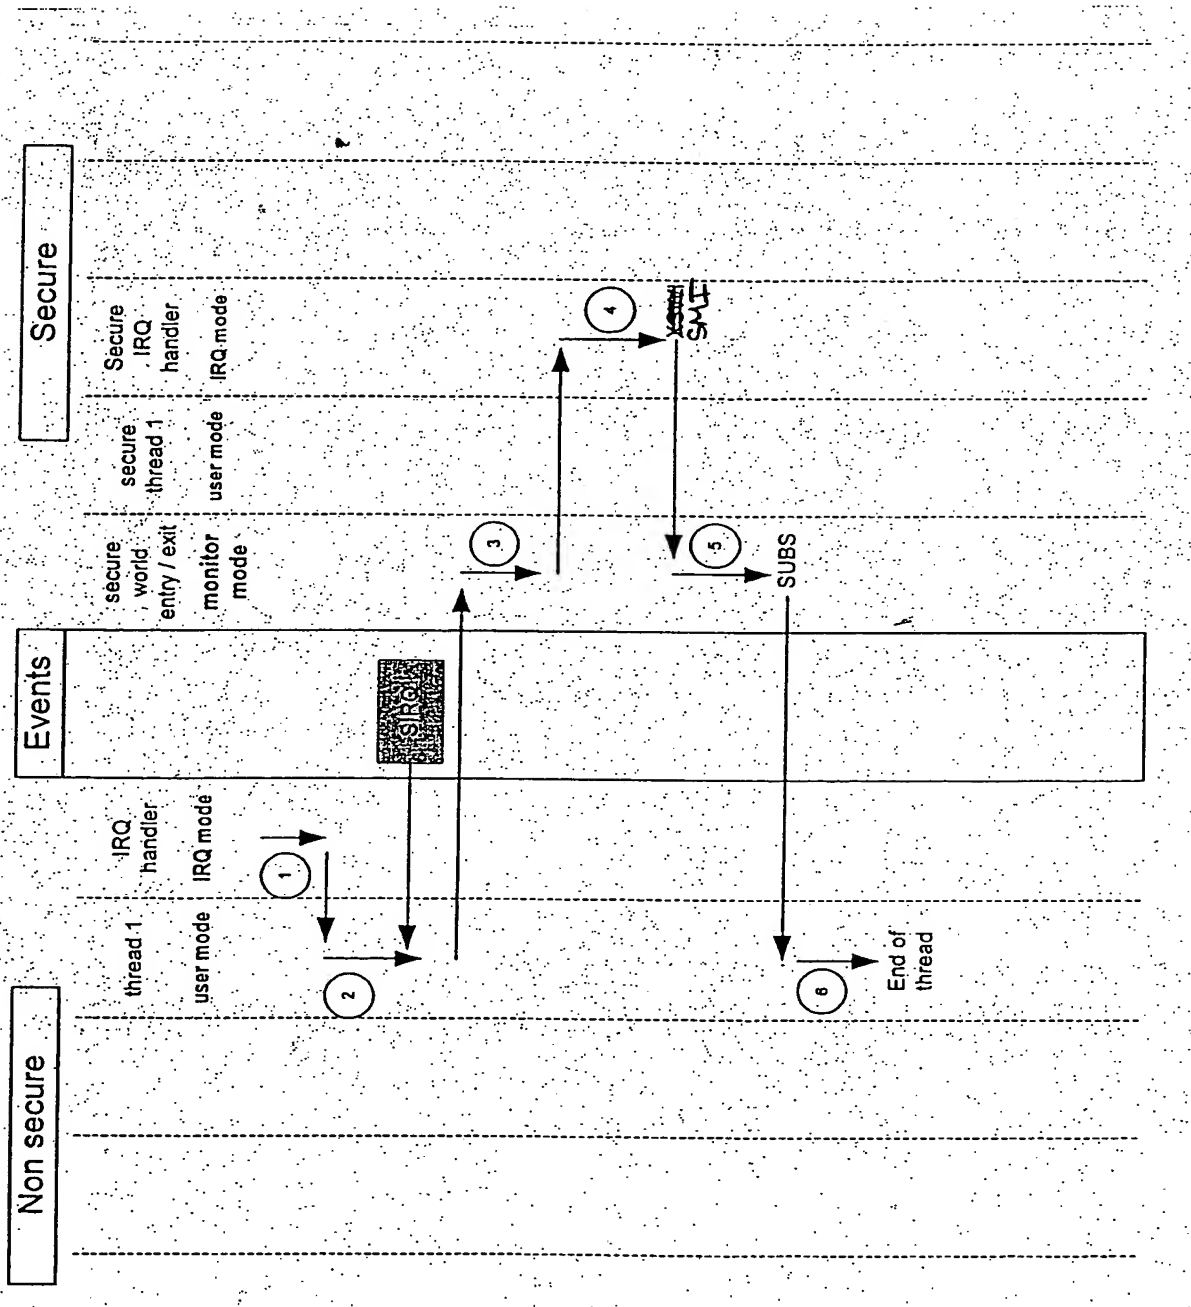 Non secure
Events
Secure
thread 1
user mode
IRQ
handler
IRQ mode
secure
world
entry / exit
monitor
mode
secure
thread 1
user mode
Secure
IRQ
handler
IRQ mode
1
2
SIRQ
3
4
SMI
5
SUBS
6
End of
thread